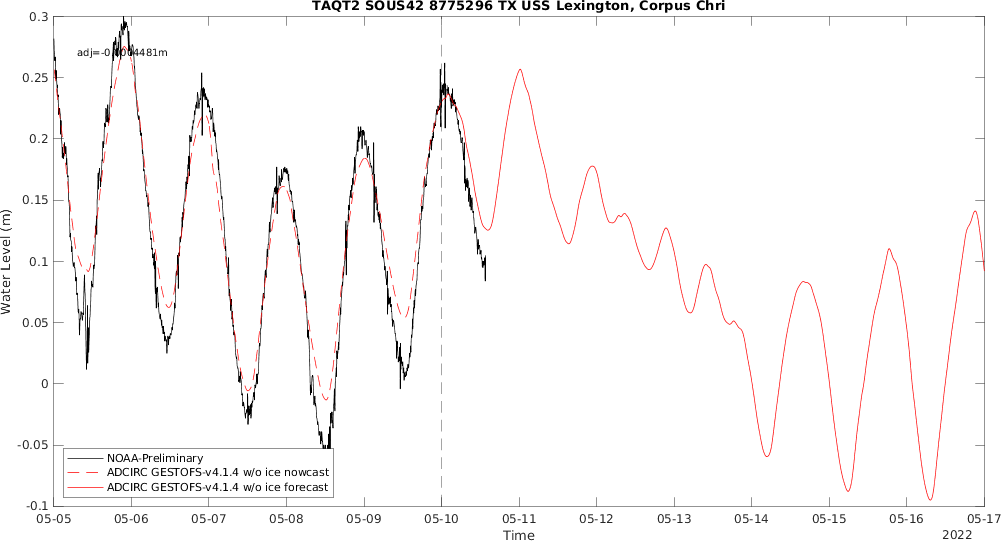 TAQT2 SOUS42 8775296 TX USS Lexington, Corpus Chri
adj=-0.0004481m
Water Level (m)
0.3
0.25
0.2
0.15
0.1
0.05
0
-0.05
-0.1
NOAA-Preliminary
ADCIRC GESTOFS-v4.1.4 w/o ice nowcast
ADCIRC GESTOFS-v4.1.4 w/o ice forecast
05-05 05-06 05-07 05-08 05-09 05-10 05-11 05-12 05-13 05-14 05-15 05-16 05-17
Time
2022